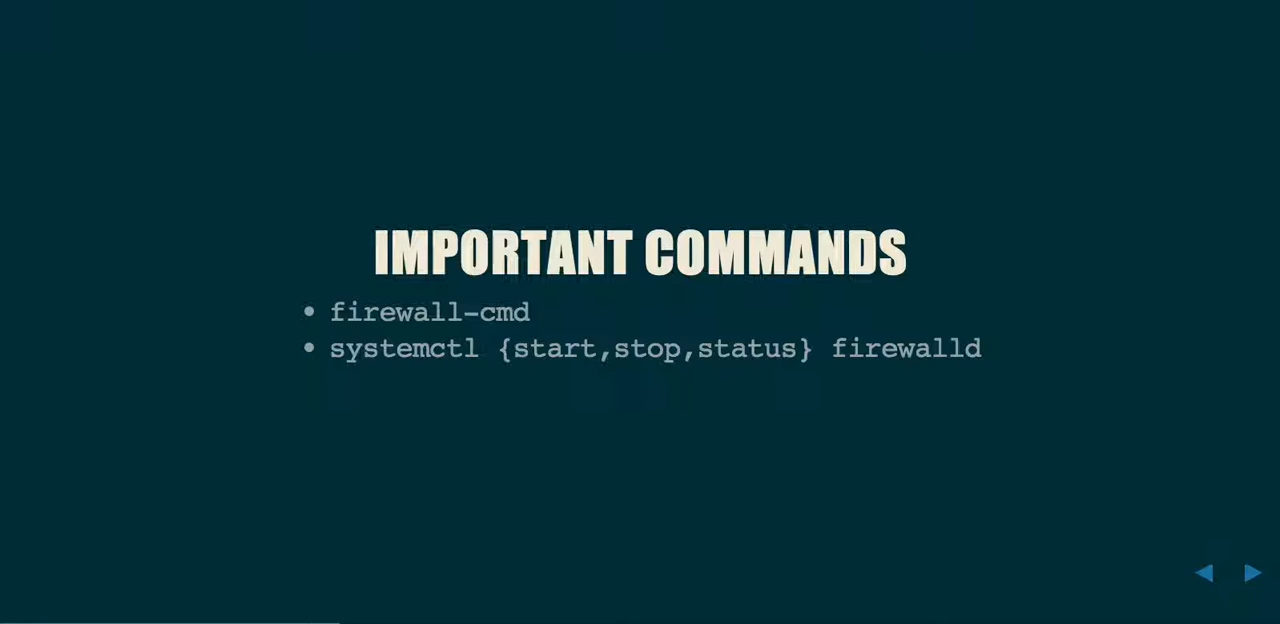 IMPORTANT COMMANDS
• firewall-cmd
• systemctl {start,stop,status} firewalld